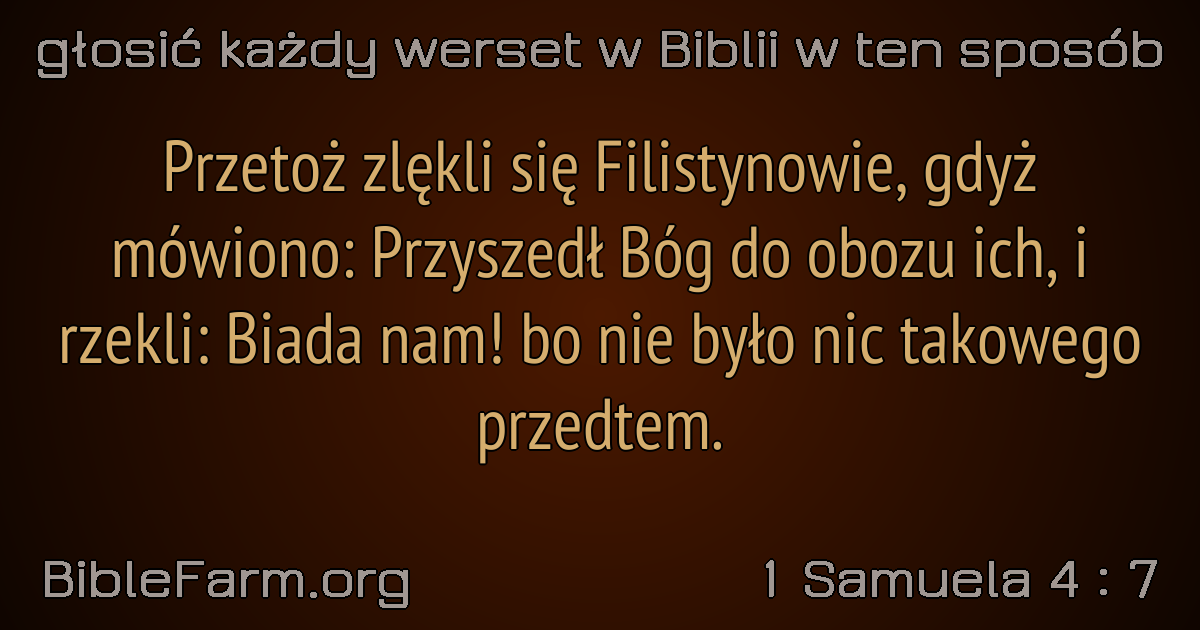 głosić każdy werset w Biblii w ten sposób
Przetoż zlękli się Filistynowie, gdyż
mówiono: Przyszedł Bóg do obozu ich, i
rzekli: Biada nam! bo nie było nic takowego
przedtem.
BibleFarm.org
1 Samuela 4 : 7